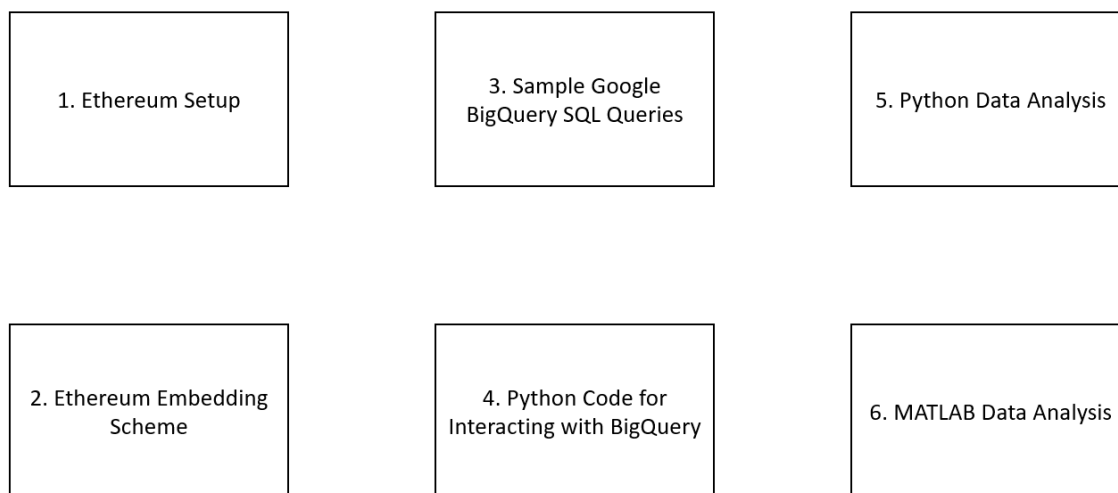 1. Ethereum Setup
2. Ethereum Embedding
Scheme
3. Sample Google
BigQuery SQL Queries
4. Python Code for
Interacting with BigQuery
5. Python Data Analysis
6. MATLAB Data Analysis